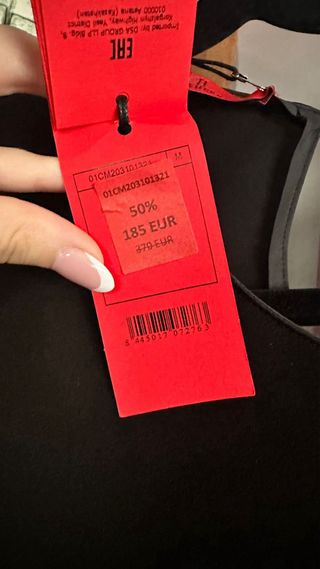 Imported by: DSA GROUP LLP Bldg. 8,
Korgalzhyn Highway, Yesil District
010000 Astana (Kazakhstan)
EAC
01CM203101321 M
01CM203101321
50%
185 EUR
370 EUR
8 445017 072763